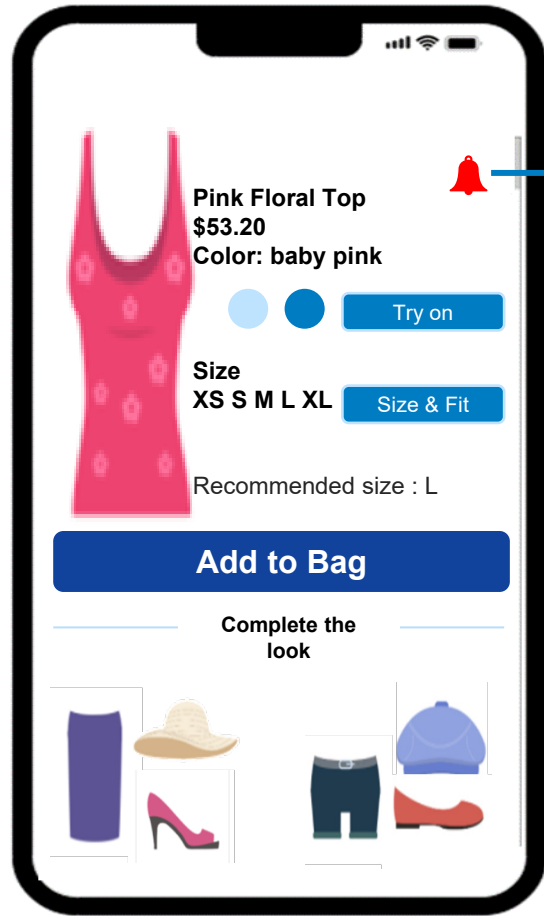 Pink Floral Top
$53.20
Color: baby pink
Try on
Size
XS S M L XL
Size & Fit
Recommended size : L
Add to Bag
Complete the
look